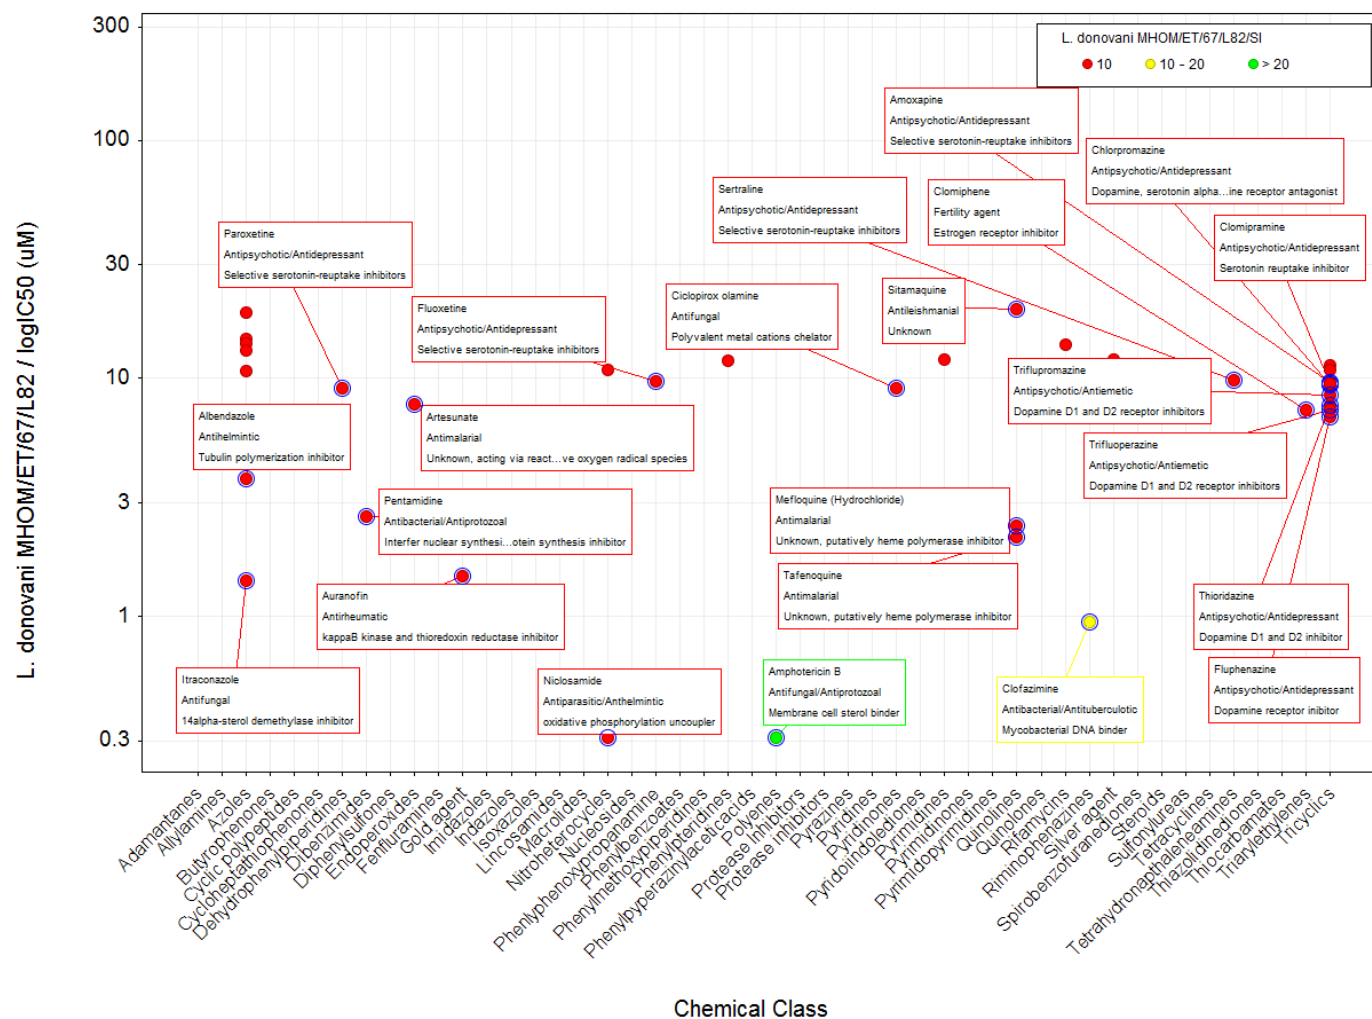 L. donovani MHOM/ET/67/L82 / logIC50 (uM)
300
100
30
10
3
1
0.3
L. donovani MHOM/ET/67/L82/SI
10
10 - 20
> 20
Amoxapine
Antipsychotic/Antidepressant
Selective serotonin-reuptake inhibitors
Chlorpromazine
Antipsychotic/Antidepressant
Dopamine, serotonin alpha...ine receptor antagonist
Sertraline
Antipsychotic/Antidepressant
Selective serotonin-reuptake inhibitors
Clomiphene
Fertility agent
Estrogen receptor inhibitor
Clomipramine
Antipsychotic/Antidepressant
Serotonin reuptake inhibitor
Paroxetine
Antipsychotic/Antidepressant
Selective serotonin-reuptake inhibitors
Fluoxetine
Antipsychotic/Antidepressant
Selective serotonin-reuptake inhibitors
Ciclopirox olamine
Antifungal
Polyvalent metal cations chelator
Sitamaquine
Antileishmanial
Unknown
Triflupromazine
Antipsychotic/Antiemetic
Dopamine D1 and D2 receptor inhibitors
Albendazole
Antihelmintic
Tubulin polymerization inhibitor
Artesunate
Antimalarial
Unknown, acting via react...ve oxygen radical species
Trifluoperazine
Antipsychotic/Antiemetic
Dopamine D1 and D2 receptor inhibitors
Pentamidine
Antibacterial/Antiprotozoal
Interfer nuclear synthesi...otein synthesis inhibitor
Mefloquine (Hydrochloride)
Antimalarial
Unknown, putatively heme polymerase inhibitor
Auranofin
Antirheumatic
kappaB kinase and thioredoxin reductase inhibitor
Tafenoquine
Antimalarial
Unknown, putatively heme polymerase inhibitor
Thioridazine
Antipsychotic/Antidepressant
Dopamine D1 and D2 inhibitor
Itraconazole
Antifungal
14alpha-sterol demethylase inhibitor
Niclosamide
Antiparasitic/Anthelmintic
oxidative phosphorylation uncoupler
Amphotericin B
Antifungal/Antiprotozoal
Membrane cell sterol binder
Clofazimine
Antibacterial/Antituberculotic
Mycobacterial DNA binder
Fluphenazine
Antipsychotic/Antidepressant
Dopamine receptor inbitor
Adamantanes
Allylamines
Azoles
Butyrophenones
Cyclic polypeptides
Cycloheptathiophenones
Dehydrophenylpiperidines
Dibenzimides
Diphenylsulfones
Endoperoxides
Fenfluramines
Gold agent
Imidazoles
Indazoles
Isoxazoles
Lincosamides
Macrolides
Nitroheterocycles
Nucleosides
Phenlyphenoxypropanamine
Phenylbenzoates
Phenylmethoxypiperidines
Phenylpteridines
Phenylpyperazinylaceticacids
Polyenes
Protease Inhibitors
Protease inhibitors
Pyrazines
Pyridines
Pyridinones
Pyridoiindolediones
Pyrimidines
Pyrimidinones
Pyrimidopyrimidines
Quinolines
Quinolones
Rifamycins
Riminophenazines
Silver agent
Spirobenzofuranediones
Steroids
Sulfonylureas
Tetracyclines
Tetrahydronapthaleneamines
Thiazolidinediones
Thiocarbamates
Triarylethylenes
Tricyclics
Chemical Class